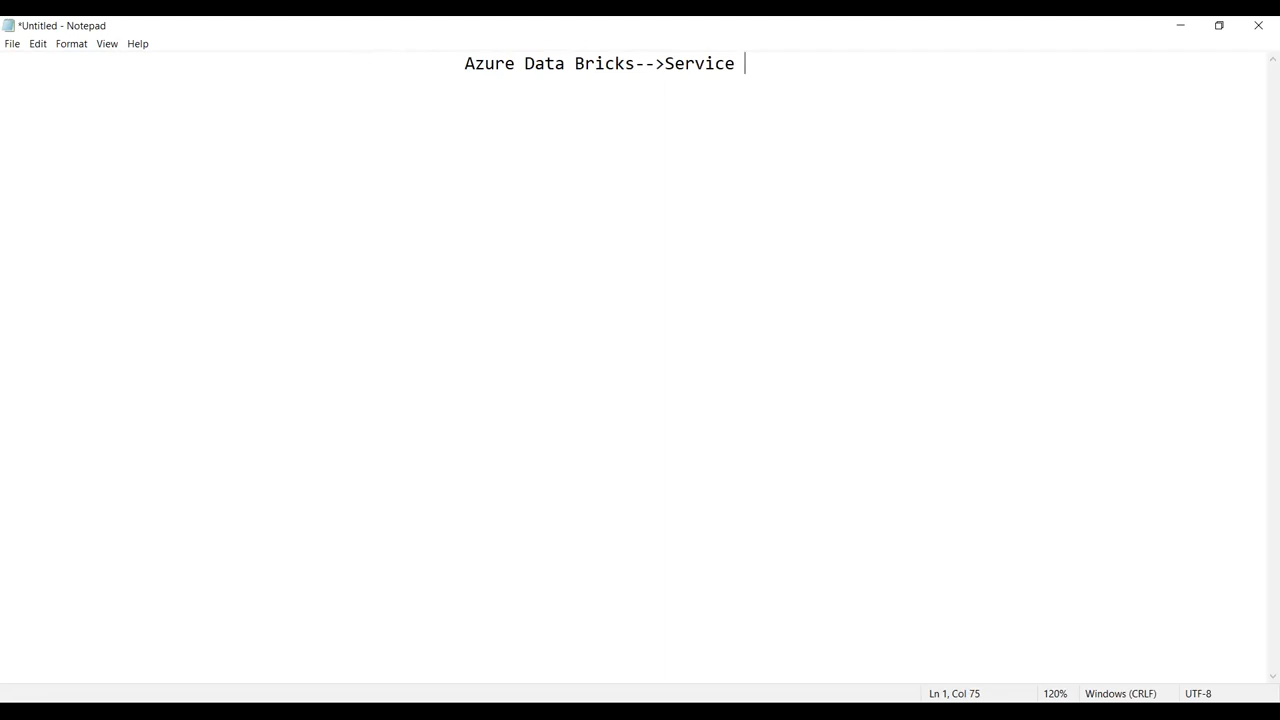 *Untitled - Notepad
File Edit Format View Help
Azure Data Bricks-->Service
Ln 1, Col 75 120% Windows (CRLF) UTF-8